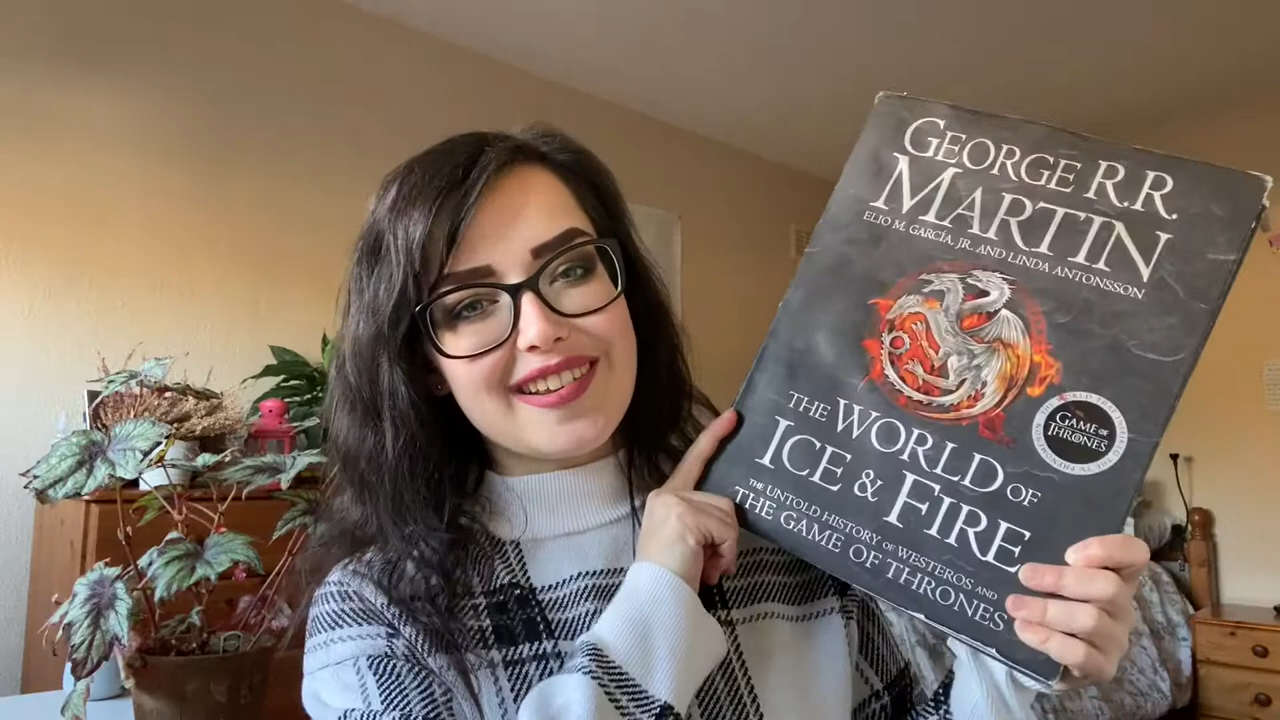 GEORGE R.R.
MARTIN
ELIO M. GARCÍA, JR. AND LINDA ANTONSSON
GAME OF
THRONES
THE WORLD OF
ICE & FIRE
THE UNTOLD HISTORY OF WESTEROS AND
THE GAME OF THRONES